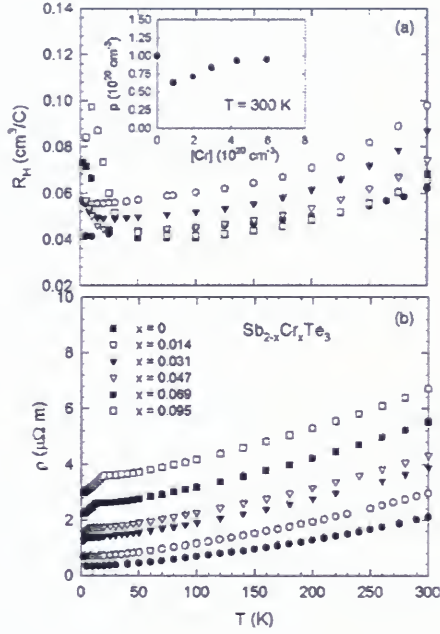 (a)
R_H (cm³/C)
0.14
0.12
0.10
0.08
0.06
0.04
0.02
p (10²⁰ cm⁻³)
1.50
1.25
1.00
0.75
0.50
0.25
0.00
T = 300 K
0 2 4 6 8
[Cr] (10²⁰ cm⁻³)
(b)
Sb₂₋ₓCrₓTe₃
ρ (μΩ m)
10
8
6
4
2
0
x = 0
x = 0.014
x = 0.031
x = 0.047
x = 0.069
x = 0.095
0 50 100 150 200 250 300
T (K)